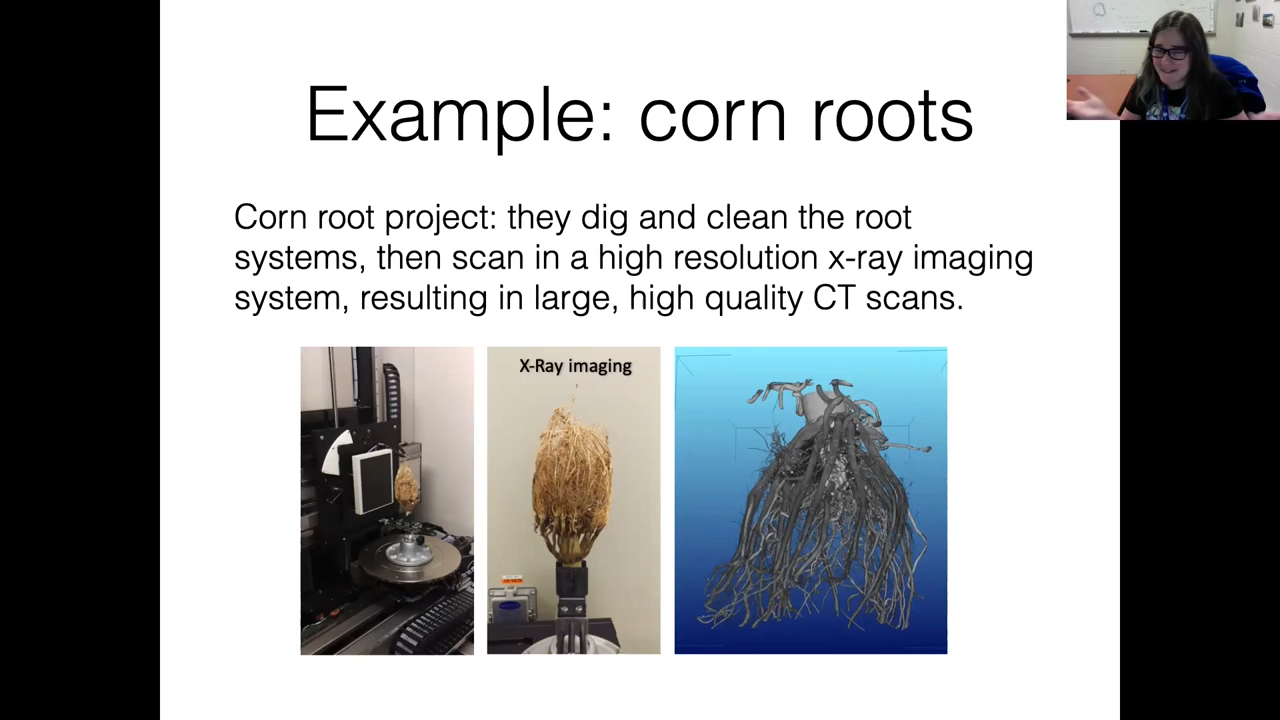 Example: corn roots
Corn root project: they dig and clean the root
systems, then scan in a high resolution x-ray imaging
system, resulting in large, high quality CT scans.
X-Ray imaging